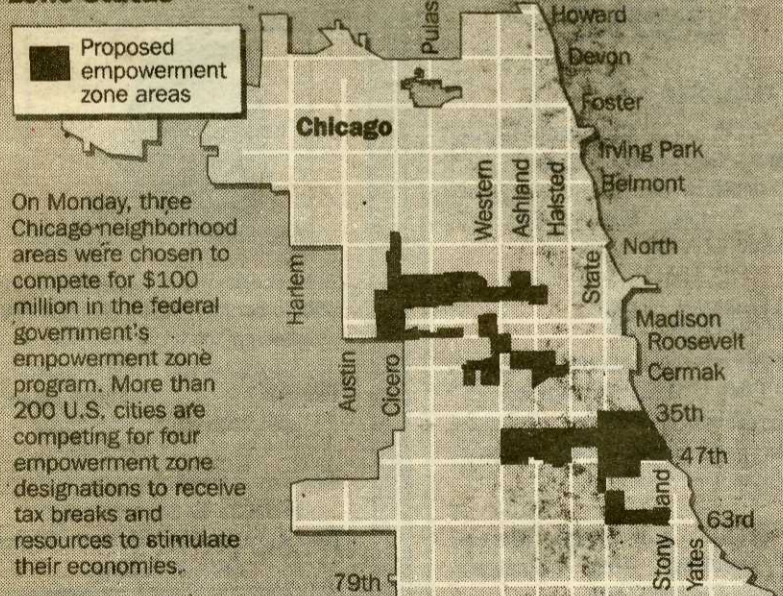 Proposed
empowerment
zone areas
On Monday, three
Chicago neighborhood
areas were chosen to
compete for $100
million in the federal
government's
empowerment zone
program. More than
200 U.S. cities are
competing for four
empowerment zone
designations to receive
tax breaks and
resources to stimulate
their economies.
Chicago
Pulas
Howard
Devon
Foster
Irving Park
Belmont
North
Madison
Roosevelt
Cermak
35th
47th
63rd
79th
Harlem
Austin
Cicero
Western
Ashland
Halsted
State
Stony
and
Yates